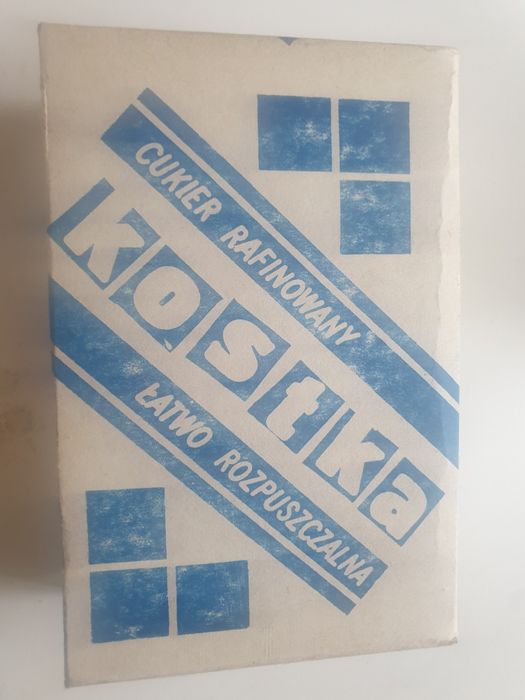 CUKIER RAFINOWANY
kostka
ŁATWO ROZPUSZCZALNA